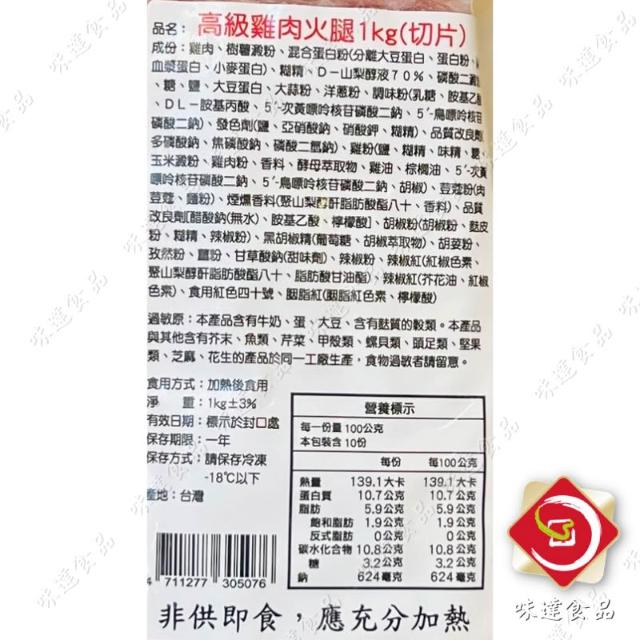 品名：高級雞肉火腿1kg(切片)
成份：雞肉、樹薯澱粉、混合蛋白粉(分離大豆蛋白、蛋白粉、
血漿蛋白、小麥蛋白)、糊精、D－山梨醇液７０％、磷酸二澱
、糖、鹽、大豆蛋白、大蒜粉、洋蔥粉、調味粉(乳糖、胺基乙酸
、DL－胺基丙酸、5´-次黃嘌呤核苷磷酸二鈉、5´-鳥嘌呤核苷
磷酸二鈉)、發色劑(鹽、亞硝酸鈉、硝酸鉀、糊精)、品質改良劑
多磷酸鈉、焦磷酸鈉、磷酸二氫鈉)、雞粉(鹽、糊精、味精、糖、
玉米澱粉、雞肉粉、香料、酵母萃取物、雞油、棕櫚油、5´-次黃
嘌呤核苷磷酸二鈉、5´-鳥嘌呤核苷磷酸二鈉、胡椒)、荳蔻粉(肉
荳蔻、麵粉)、煙燻香料(聚山梨醇酐脂肪酸酯八十、香料)、品質
改良劑[醋酸鈉(無水)、胺基乙酸、檸檬酸]、胡椒粉(胡椒粉、麩皮
粉、糊精、辣椒粉)、黑胡椒精(葡萄糖、胡椒萃取物)、胡荽粉、
孜然粉、薑粉、甘草酸鈉(甜味劑)、辣椒粉、辣椒紅(紅椒色素、
聚山梨醇酐脂肪酸酯八十、脂肪酸甘油酯)、辣椒紅(芥花油、紅椒
色素)、食用紅色四十號、胭脂紅(胭脂紅色素、檸檬酸)
過敏原：本產品含有牛奶、蛋、大豆、含有麩質的穀類。本產品
與其他含有芥末、魚類、芹菜、甲殼類、螺貝類、頭足類、堅果
類、芝麻、花生的產品於同一工廠生產，食物過敏者請留意。
食用方式：加熱後食用
淨　重：1kg±3%
有效日期：標示於封口處
保存期限：一年
保存方式：請保存冷凍
-18℃以下
產地：台灣
營養標示
每一份量 100公克
本包裝含 10份
每份 每100公克
熱量 139.1大卡 139.1大卡
蛋白質 10.7公克 10.7公克
脂肪 5.9公克 5.9公克
飽和脂肪 1.9公克 1.9公克
反式脂肪 0公克 0公克
碳水化合物 10.8公克 10.8公克
糖 3.2公克 3.2公克
鈉 624毫克 624毫克
4 711277 305076
非供即食，應充分加熱
味達食品